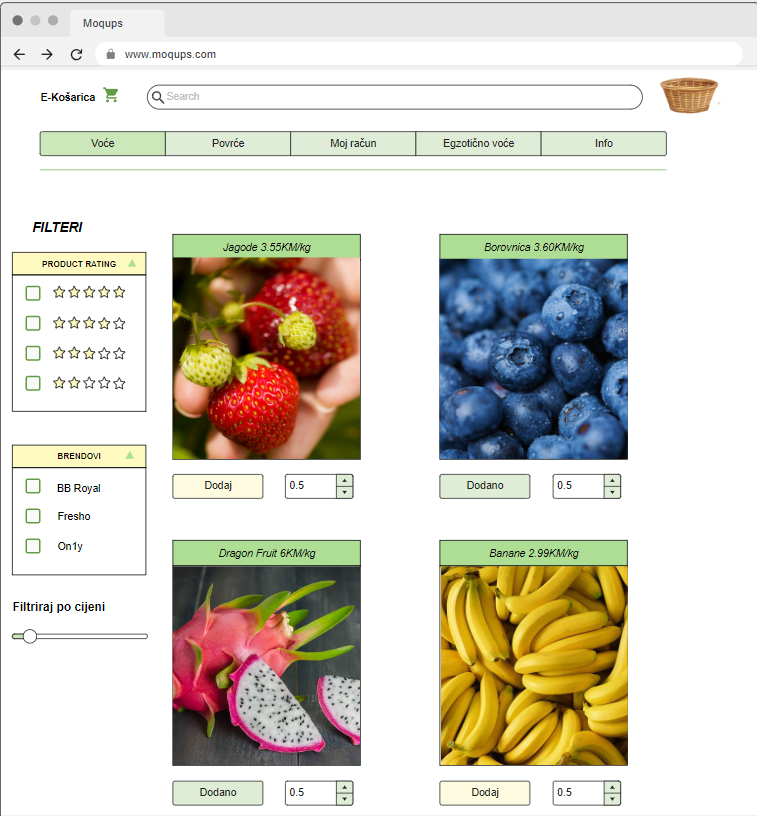 Moqups
www.moqups.com
E-Košarica
Search
Voće
Povrće
Moj račun
Egzotično voće
Info
FILTERI
PRODUCT RATING
BRENDOVI
BB Royal
Fresho
On1y
Filtriraj po cijeni
Jagode 3.55KM/kg
Borovnica 3.60KM/kg
Dodaj
0.5
Dodano
0.5
Dragon Fruit 6KM/kg
Banane 2.99KM/kg
Dodano
0.5
Dodaj
0.5